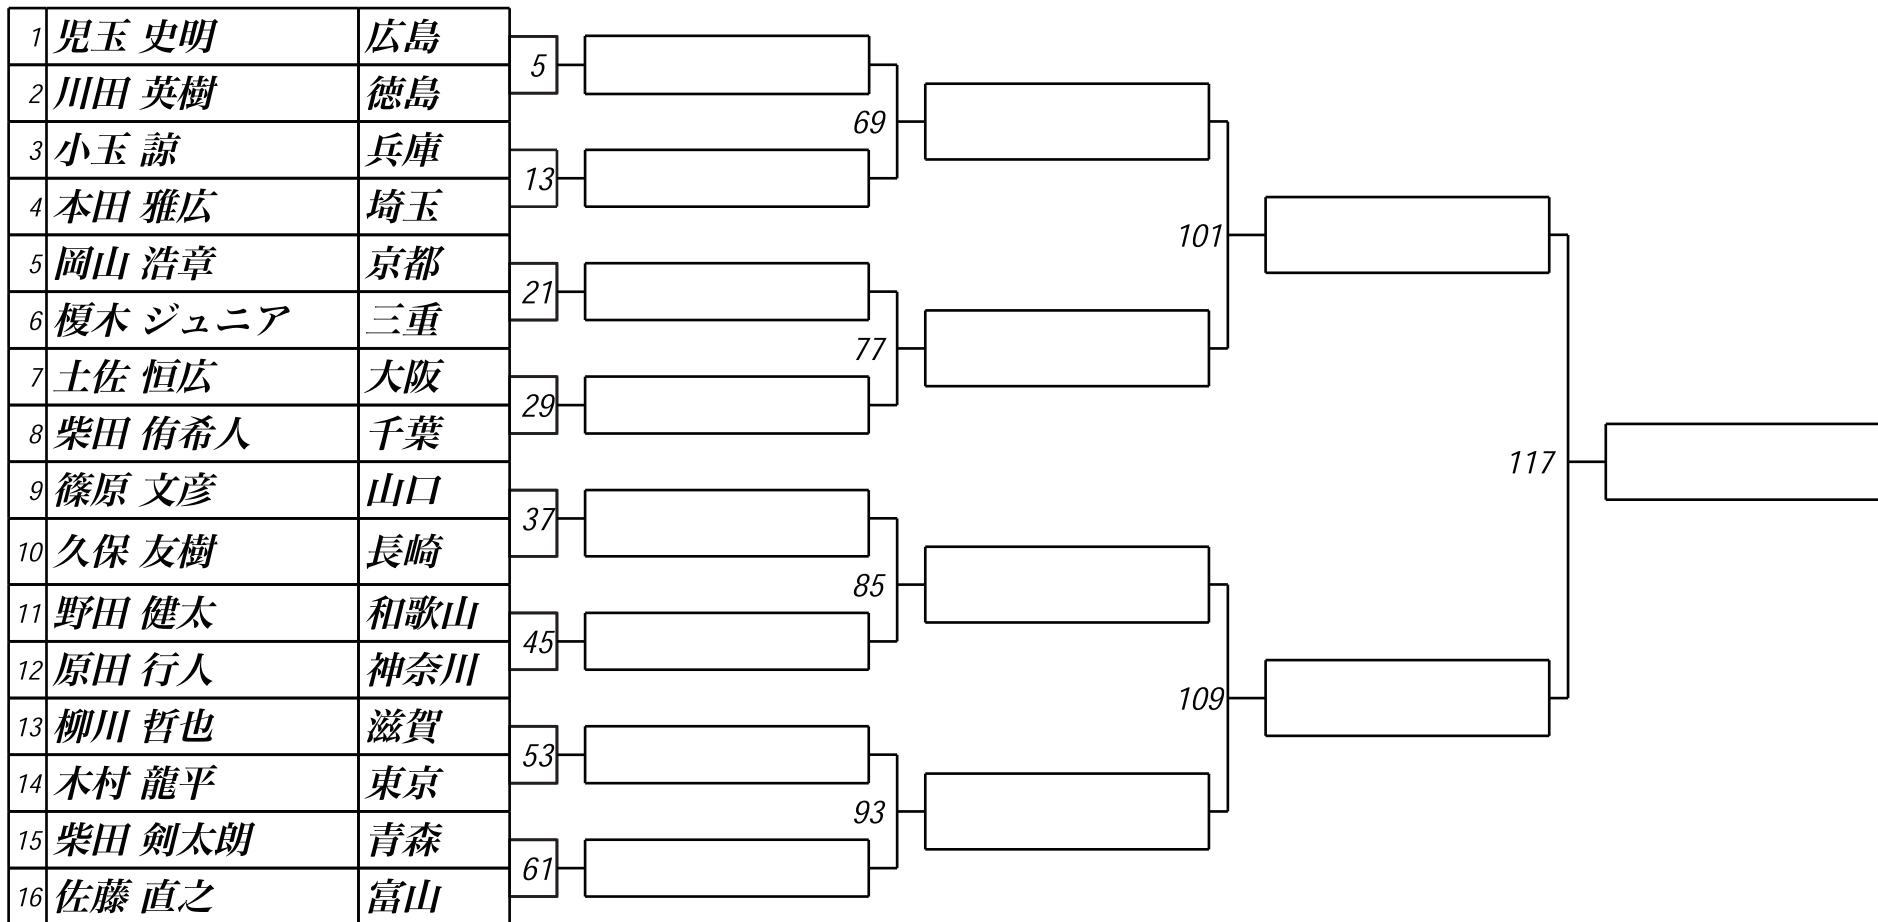 1 児玉 史明 広島
5
2 川田 英樹 徳島
69
3 小玉 諒 兵庫
13
4 本田 雅広 埼玉
101
5 岡山 浩章 京都
21
6 榎木 ジュニア 三重
77
7 土佐 恒広 大阪
29
8 柴田 侑希人 千葉
117
9 篠原 文彦 山口
37
10 久保 友樹 長崎
85
11 野田 健太 和歌山
45
12 原田 行人 神奈川
109
13 柳川 哲也 滋賀
53
14 木村 龍平 東京
93
15 柴田 剣太朗 青森
61
16 佐藤 直之 富山